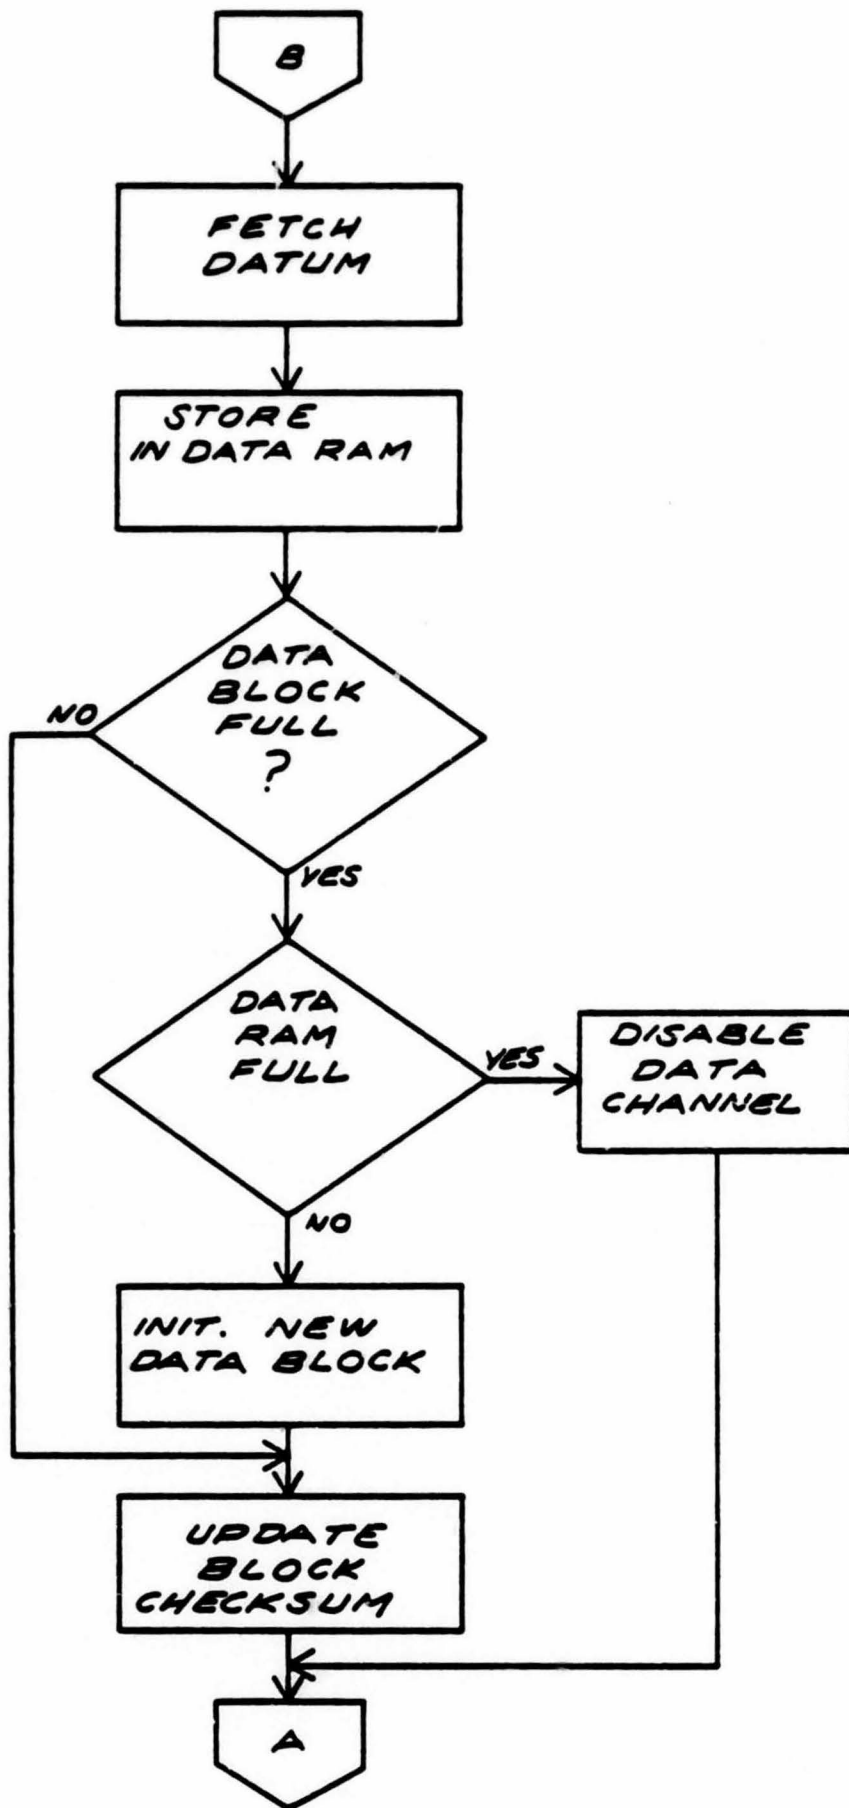 B
FETCH
DATUM
STORE
IN DATA RAM
DATA
BLOCK
FULL
?
NO
YES
DATA
RAM
FULL
YES
DISABLE
DATA
CHANNEL
NO
INIT. NEW
DATA BLOCK
UPDATE
BLOCK
CHECKSUM
A